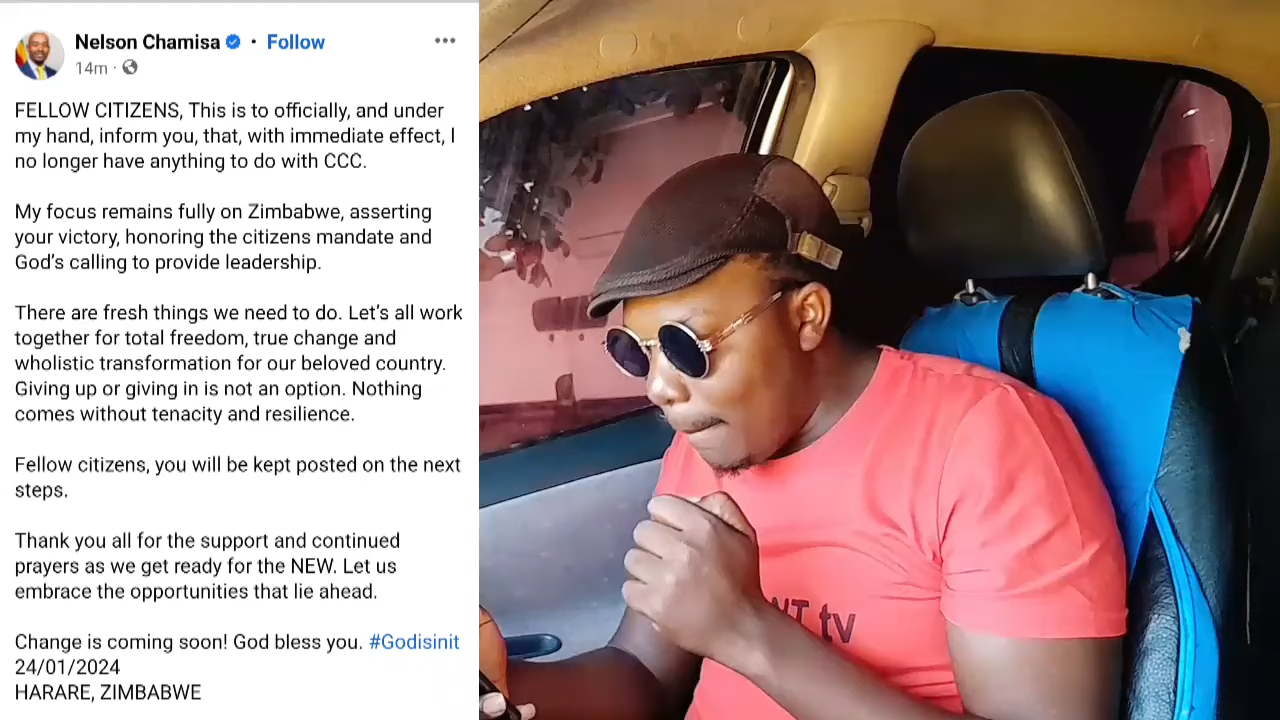 Nelson Chamisa · Follow
14m ·
FELLOW CITIZENS, This is to officially, and under
my hand, inform you, that, with immediate effect, I
no longer have anything to do with CCC.
My focus remains fully on Zimbabwe, asserting
your victory, honoring the citizens mandate and
God's calling to provide leadership.
There are fresh things we need to do. Let's all work
together for total freedom, true change and
wholistic transformation for our beloved country.
Giving up or giving in is not an option. Nothing
comes without tenacity and resilience.
Fellow citizens, you will be kept posted on the next
steps.
Thank you all for the support and continued
prayers as we get ready for the NEW. Let us
embrace the opportunities that lie ahead.
Change is coming soon! God bless you. #Godisinit
24/01/2024
HARARE, ZIMBABWE
tv